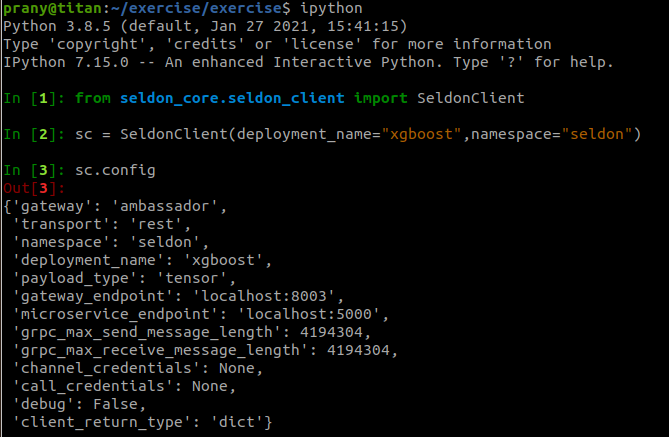 prany@titan:~/exercise/exercise$ ipython
Python 3.8.5 (default, Jan 27 2021, 15:41:15)
Type 'copyright', 'credits' or 'license' for more information
IPython 7.15.0 -- An enhanced Interactive Python. Type '?' for help.
In [1]: from seldon_core.seldon_client import SeldonClient
In [2]: sc = SeldonClient(deployment_name="xgboost",namespace="seldon")
In [3]: sc.config
Out[3]:
{'gateway': 'ambassador',
 'transport': 'rest',
 'namespace': 'seldon',
 'deployment_name': 'xgboost',
 'payload_type': 'tensor',
 'gateway_endpoint': 'localhost:8003',
 'microservice_endpoint': 'localhost:5000',
 'grpc_max_send_message_length': 4194304,
 'grpc_max_receive_message_length': 4194304,
 'channel_credentials': None,
 'call_credentials': None,
 'debug': False,
 'client_return_type': 'dict'}